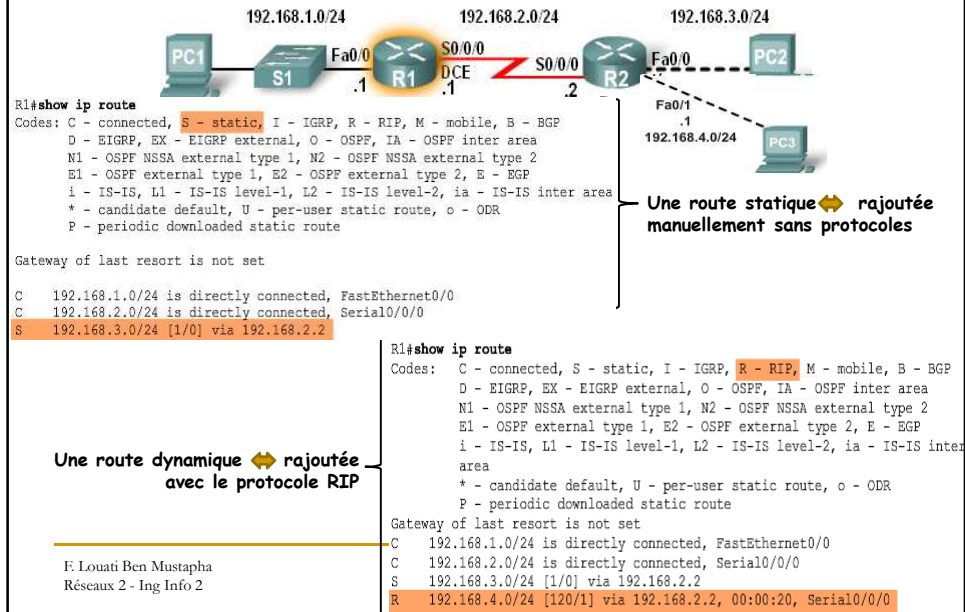 192.168.1.0/24 192.168.2.0/24 192.168.3.0/24
PC1 S1 Fa0/0 .1 R1 S0/0/0 DCE .1 S0/0/0 .2 R2 Fa0/0 PC2
Fa0/1
.1
192.168.4.0/24
PC3
R1#show ip route
Codes: C - connected, S - static, I - IGRP, R - RIP, M - mobile, B - BGP
D - EIGRP, EX - EIGRP external, O - OSPF, IA - OSPF inter area
N1 - OSPF NSSA external type 1, N2 - OSPF NSSA external type 2
E1 - OSPF external type 1, E2 - OSPF external type 2, E - EGP
i - IS-IS, L1 - IS-IS level-1, L2 - IS-IS level-2, ia - IS-IS inter area
* - candidate default, U - per-user static route, o - ODR
P - periodic downloaded static route
Gateway of last resort is not set
C 192.168.1.0/24 is directly connected, FastEthernet0/0
C 192.168.2.0/24 is directly connected, Serial0/0/0
S 192.168.3.0/24 [1/0] via 192.168.2.2
Une route statique rajoutée
manuellement sans protocoles
R1#show ip route
Codes: C - connected, S - static, I - IGRP, R - RIP, M - mobile, B - BGP
D - EIGRP, EX - EIGRP external, O - OSPF, IA - OSPF inter area
N1 - OSPF NSSA external type 1, N2 - OSPF NSSA external type 2
E1 - OSPF external type 1, E2 - OSPF external type 2, E - EGP
i - IS-IS, L1 - IS-IS level-1, L2 - IS-IS level-2, ia - IS-IS inter
area
* - candidate default, U - per-user static route, o - ODR
P - periodic downloaded static route
Gateway of last resort is not set
C 192.168.1.0/24 is directly connected, FastEthernet0/0
C 192.168.2.0/24 is directly connected, Serial0/0/0
S 192.168.3.0/24 [1/0] via 192.168.2.2
R 192.168.4.0/24 [120/1] via 192.168.2.2, 00:00:20, Serial0/0/0
Une route dynamique rajoutée
avec le protocole RIP
F. Louati Ben Mustapha
Réseaux 2 - Ing Info 2